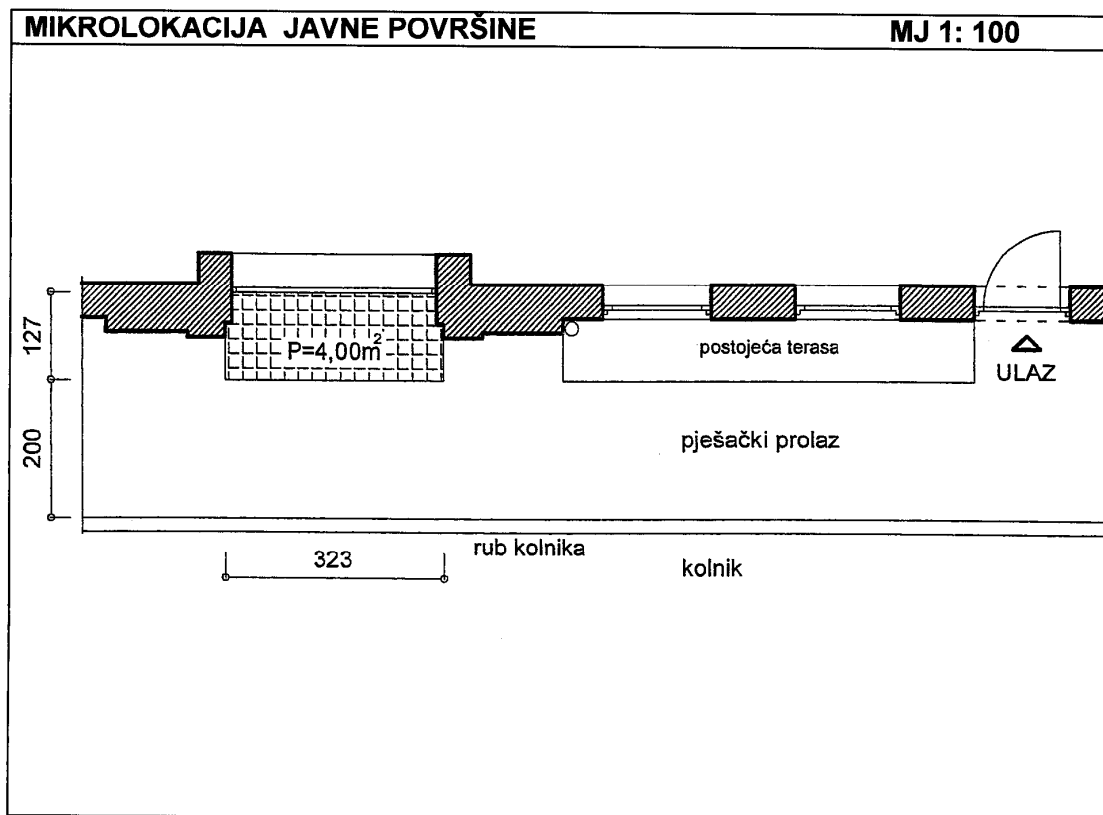 MIKROLOKACIJA JAVNE POVRŠINE MJ 1: 100
127
P=4,00m²
postojeća terasa
ULAZ
200
pješački prolaz
rub kolnika
323
kolnik